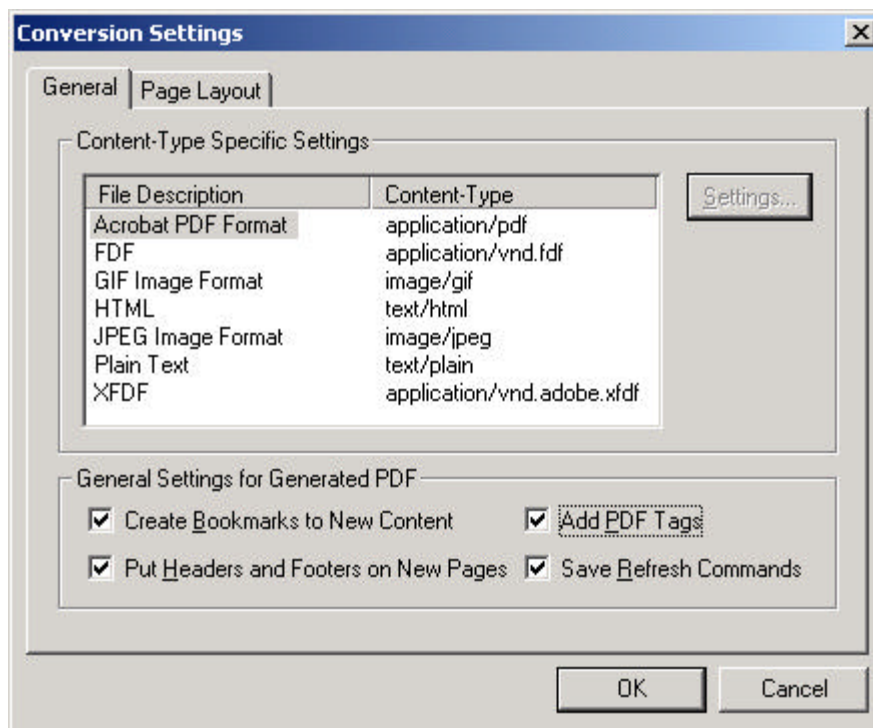 Conversion Settings
General Page Layout
Content-Type Specific Settings
File Description Content-Type
Settings...
Acrobat PDF Format application/pdf
FDF application/vnd.fdf
GIF Image Format image/gif
HTML text/html
JPEG Image Format image/jpeg
Plain Text text/plain
XFDF application/vnd.adobe.xfdf
General Settings for Generated PDF
Create Bookmarks to New Content Add PDF Tags
Put Headers and Footers on New Pages Save Refresh Commands
OK Cancel